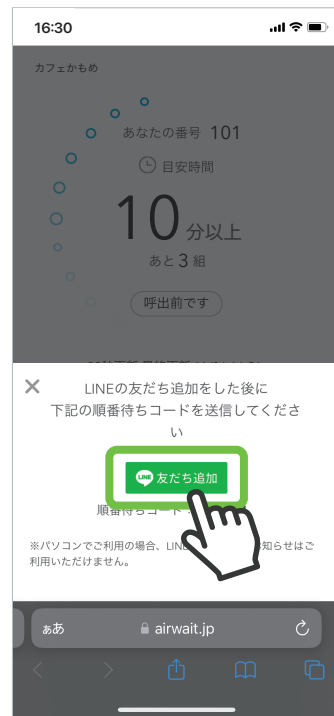 16:30
カフェかもめ
あなたの番号 101
目安時間
10分以上
あと3組
呼出前です
LINEの友だち追加をした後に
下記の順番待ちコードを送信してくださ
い
LINE 友だち追加
順番待ちコード
※パソコンでご利用の場合、LIN 知らせはご
利用いただけません。
ぁあ airwait.jp